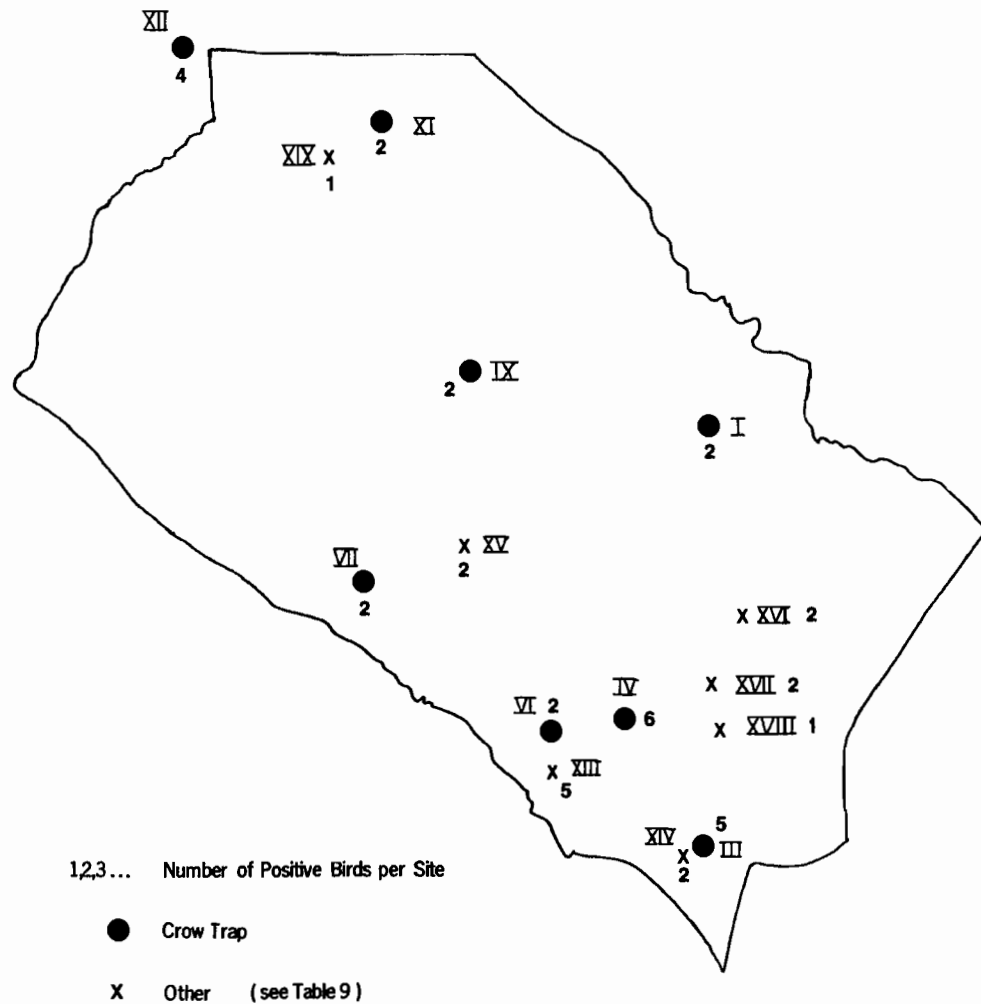 XII
4
XI
2
XIX
1
IX
2
I
2
XV
2
VII
2
XVI 2
XVII 2
IV
6
VI 2
XVIII 1
XIII
5
5
XIV
III
2
1,2,3... Number of Positive Birds per Site
Crow Trap
X Other (see Table 9)